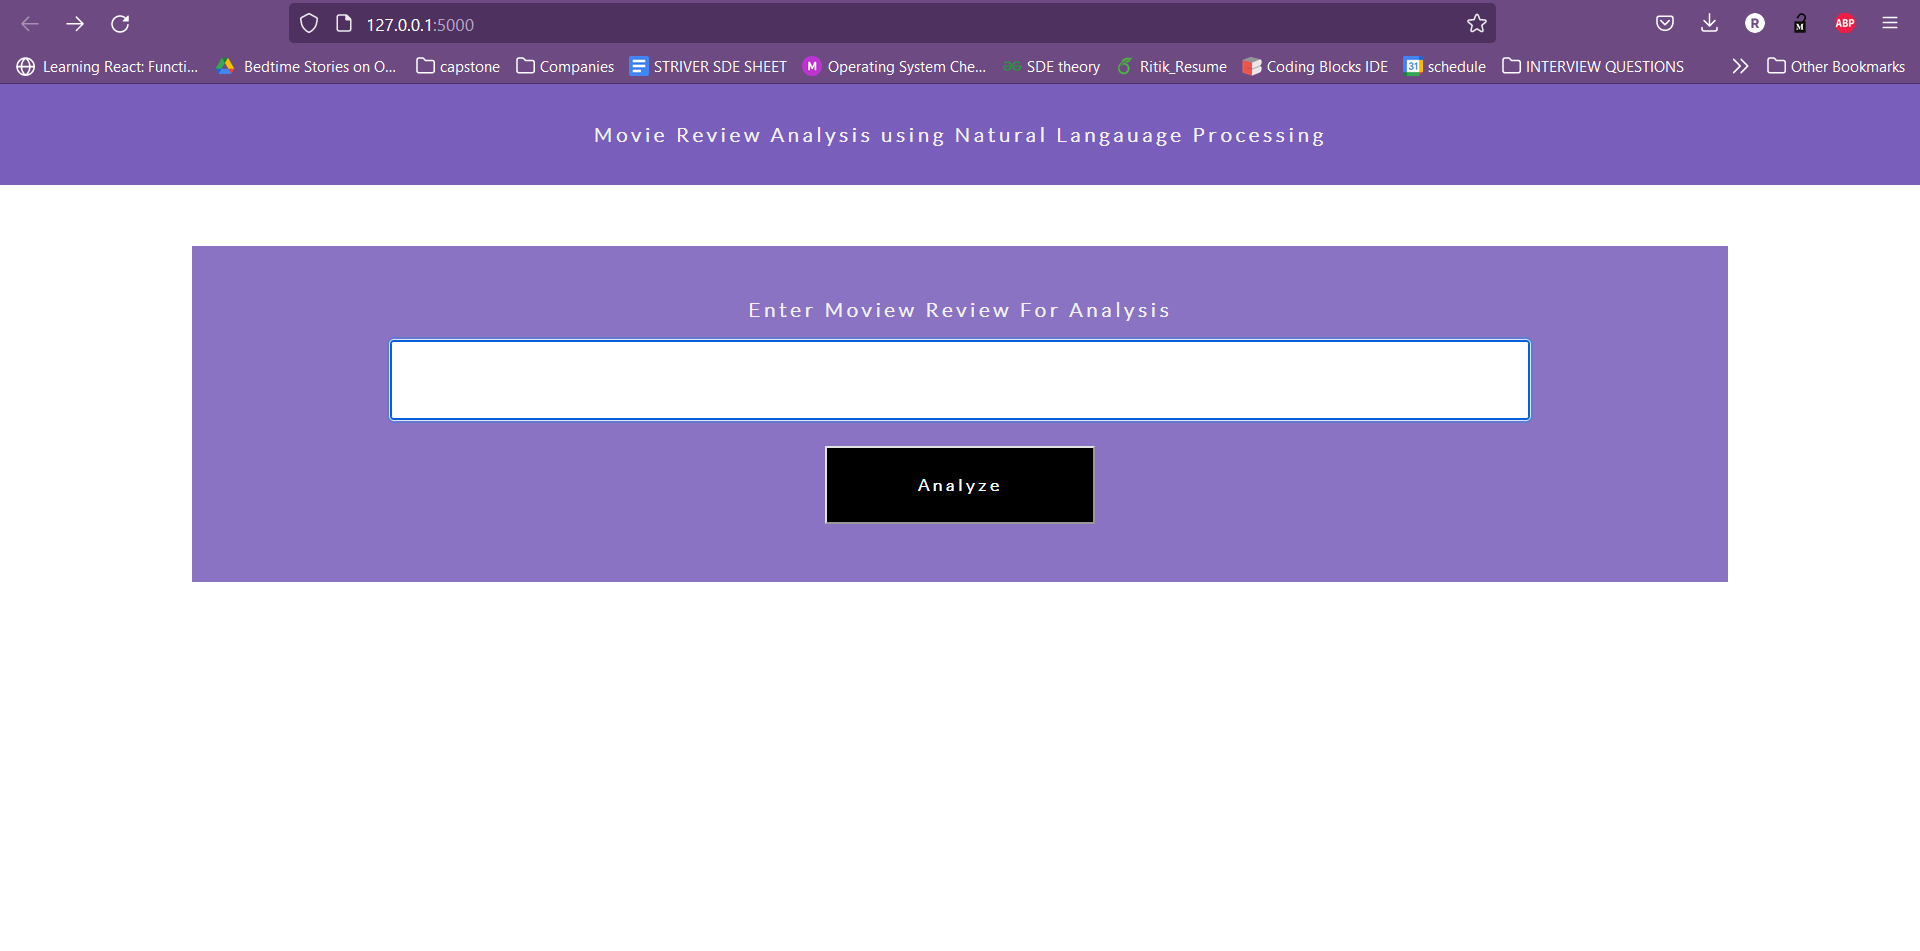 127.0.0.1:5000
R
M
ABP
Learning React: Functi... Bedtime Stories on O... capstone Companies STRIVER SDE SHEET M Operating System Che... SDE theory Ritik_Resume Coding Blocks IDE 31 schedule INTERVIEW QUESTIONS Other Bookmarks
Movie Review Analysis using Natural Langauage Processing
Enter Moview Review For Analysis
Analyze